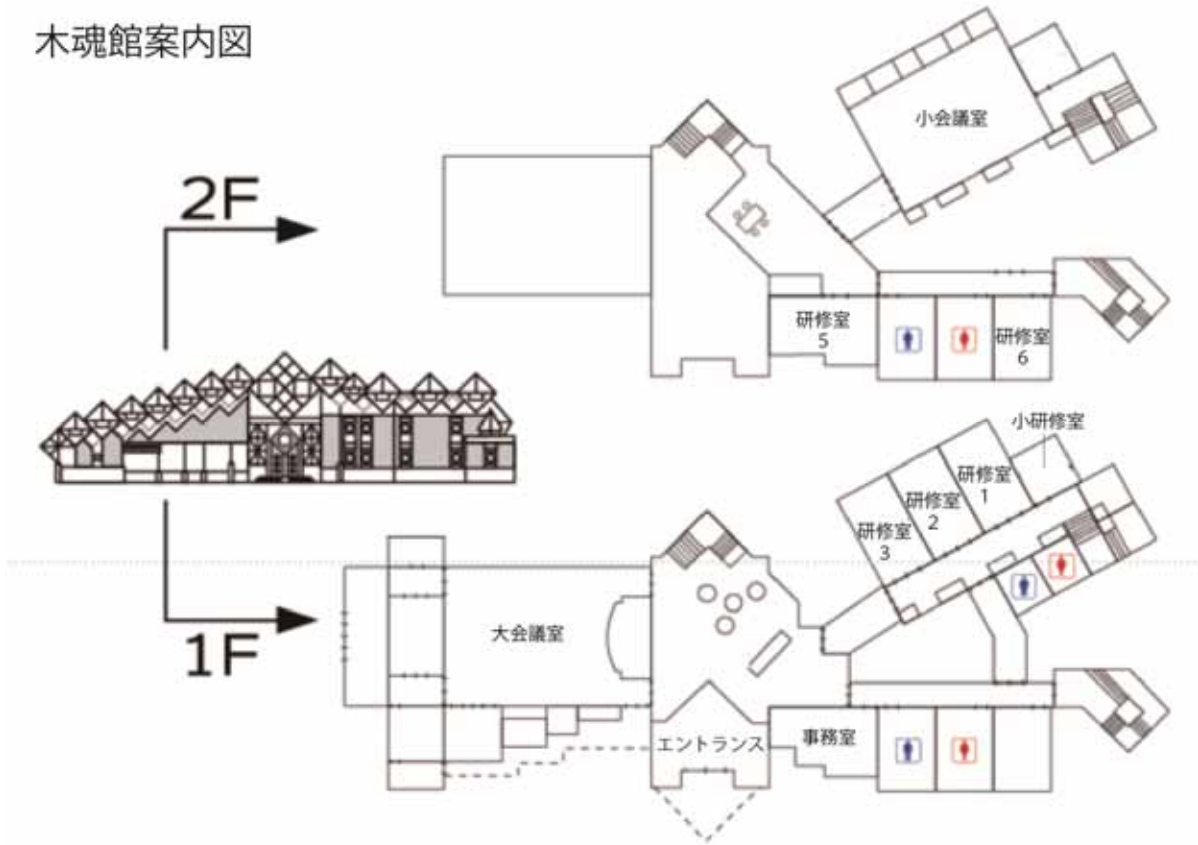 木魂館案内図
2F
小会議室
研修室
5
研修室
6
1F
小研修室
研修室
1
研修室
2
研修室
3
大会議室
エントランス
事務室